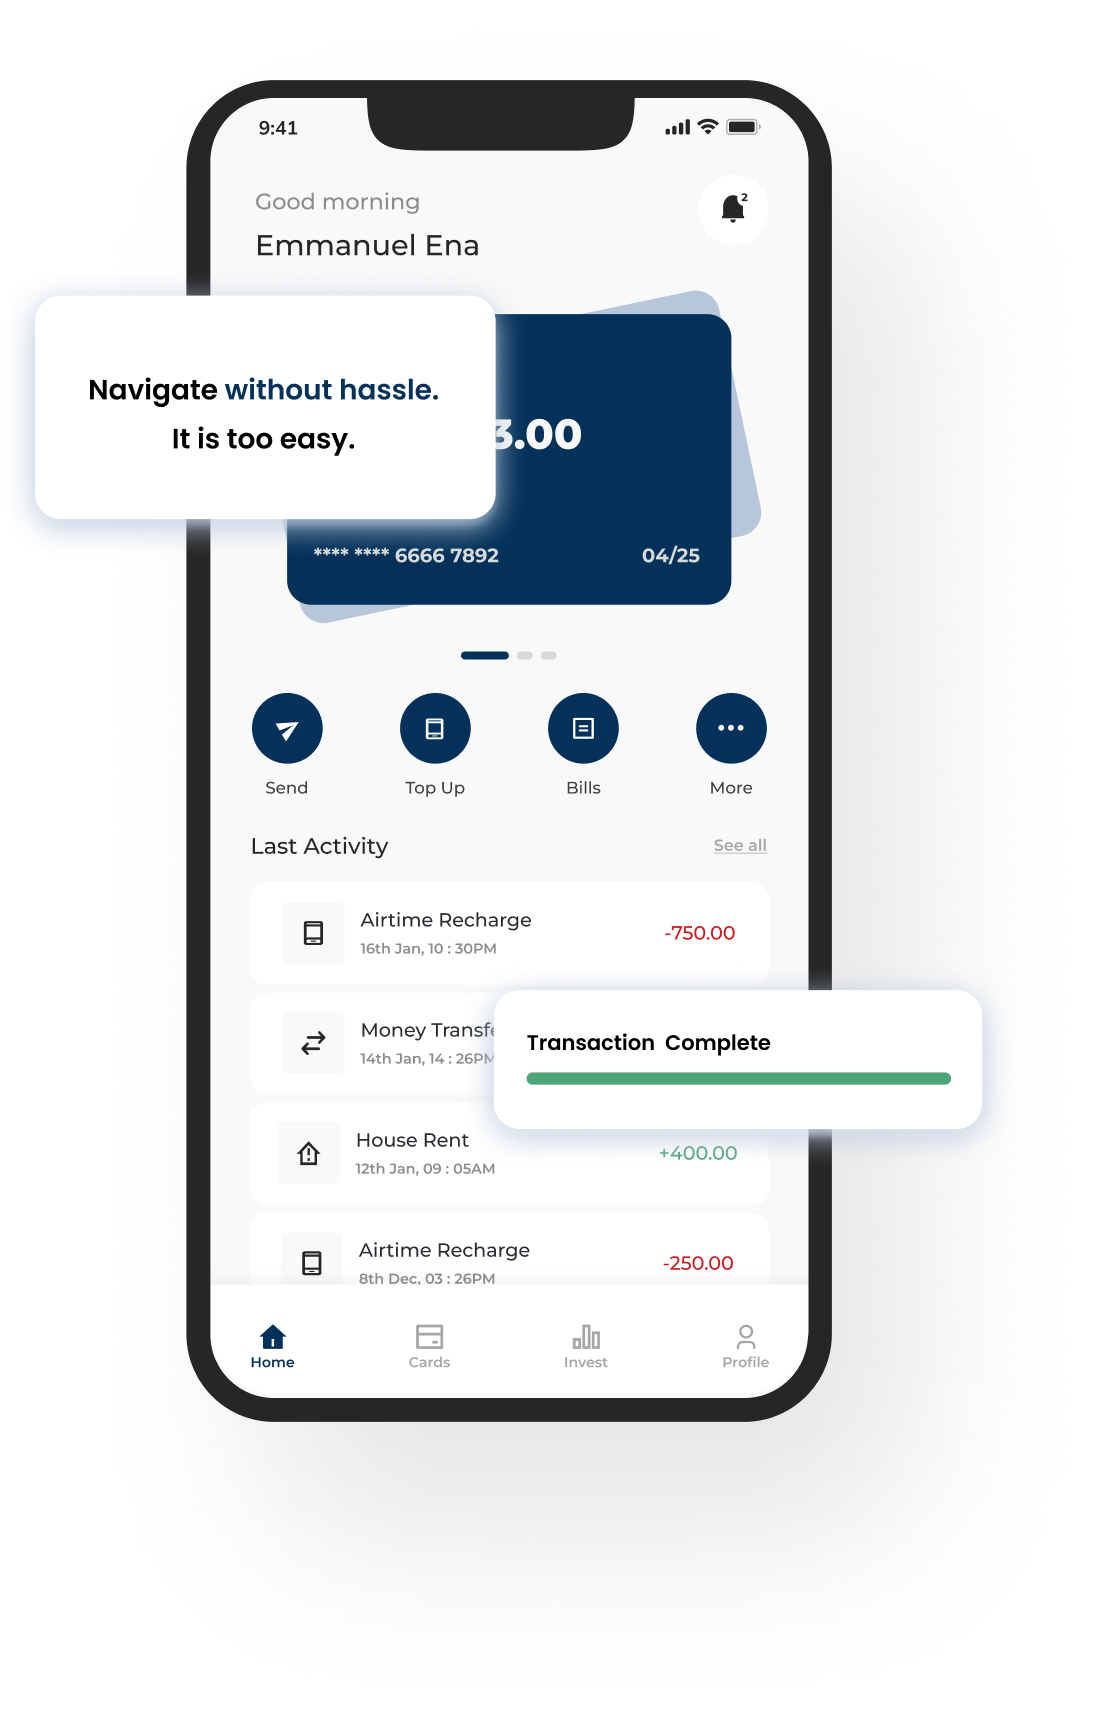 9:41
Good morning
2
Emmanuel Ena
Navigate without hassle.
It is too easy.
3.00
**** **** 6666 7892
04/25
Send
Top Up
Bills
More
Last Activity
See all
Airtime Recharge
-750.00
16th Jan, 10 : 30PM
Money Transfe
14th Jan, 14 : 26PM
Transaction Complete
House Rent
+400.00
12th Jan, 09 : 05AM
Airtime Recharge
-250.00
8th Dec, 03 : 26PM
Home
Cards
Invest
Profile